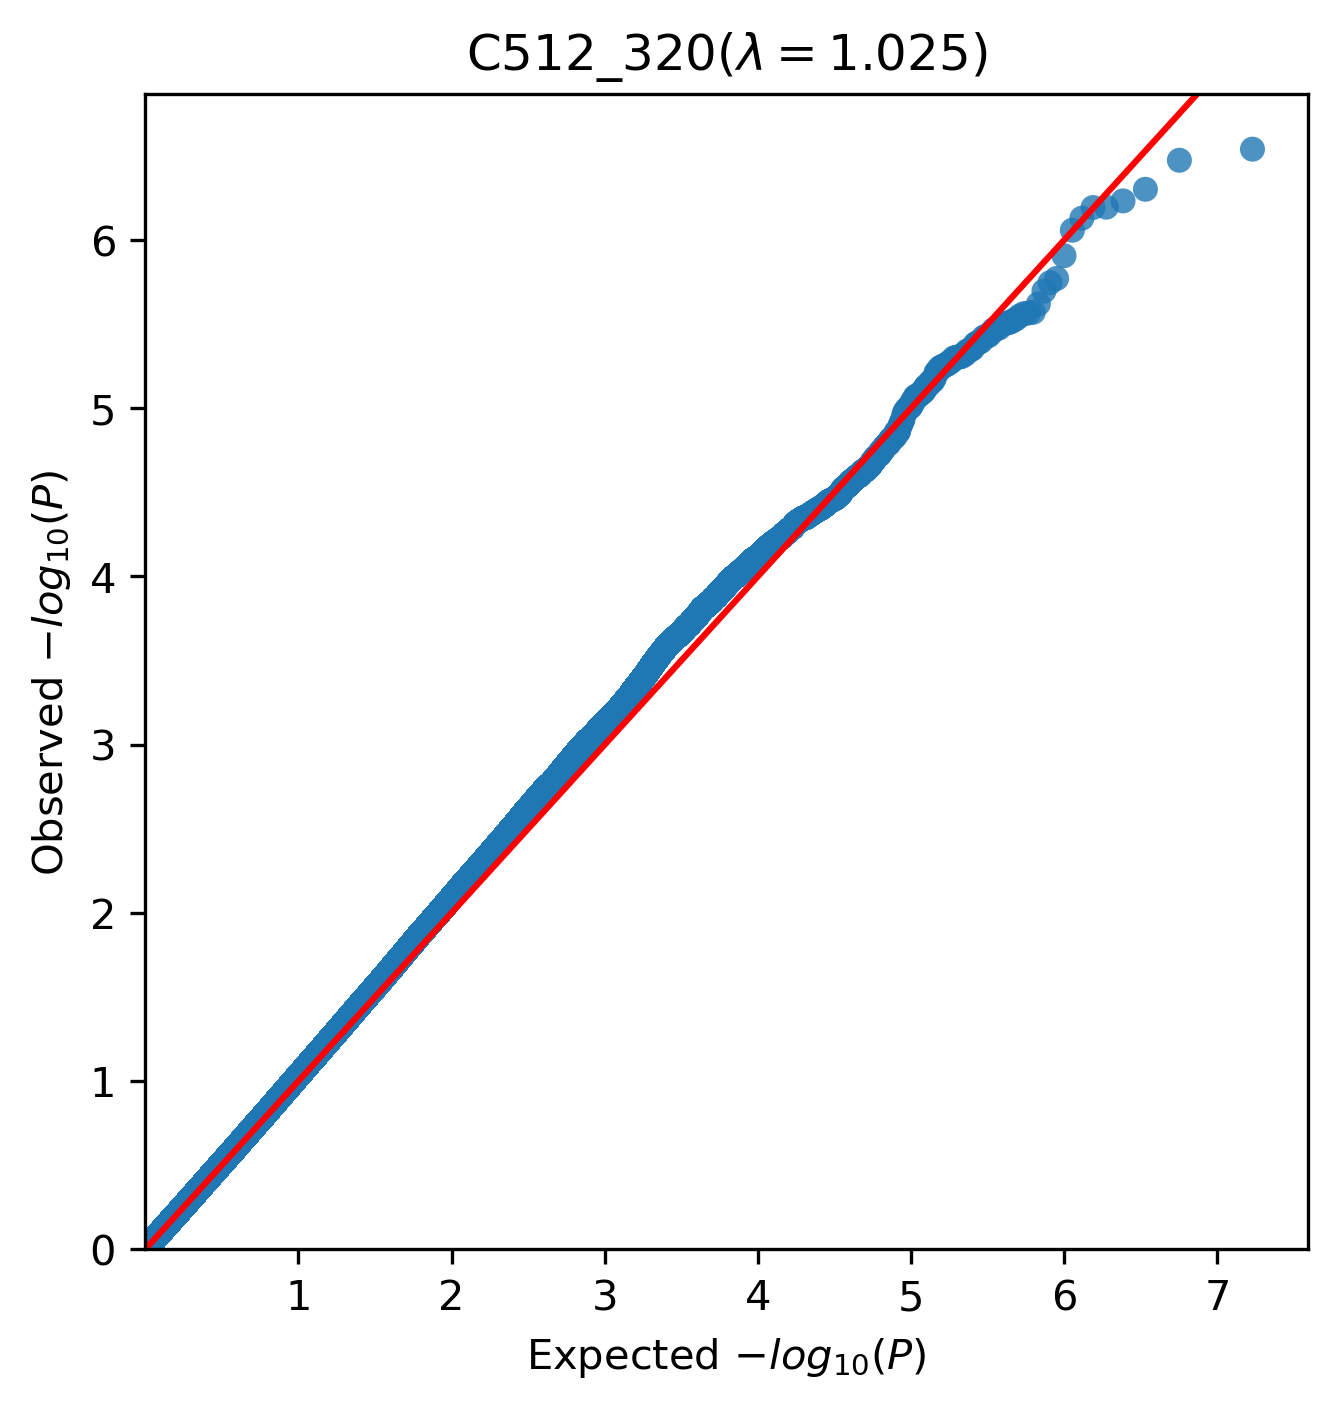 C512_320(λ = 1.025)
Observed −log₁₀(P)
6
5
4
3
2
1
0
1 2 3 4 5 6 7
Expected −log₁₀(P)